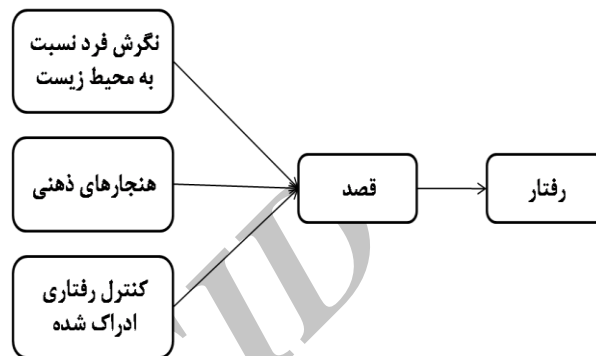 نگرش فرد نسبت
به محیط زیست
هنجارهای ذهنی
قصد
رفتار
کنترل رفتاری
ادراک شده